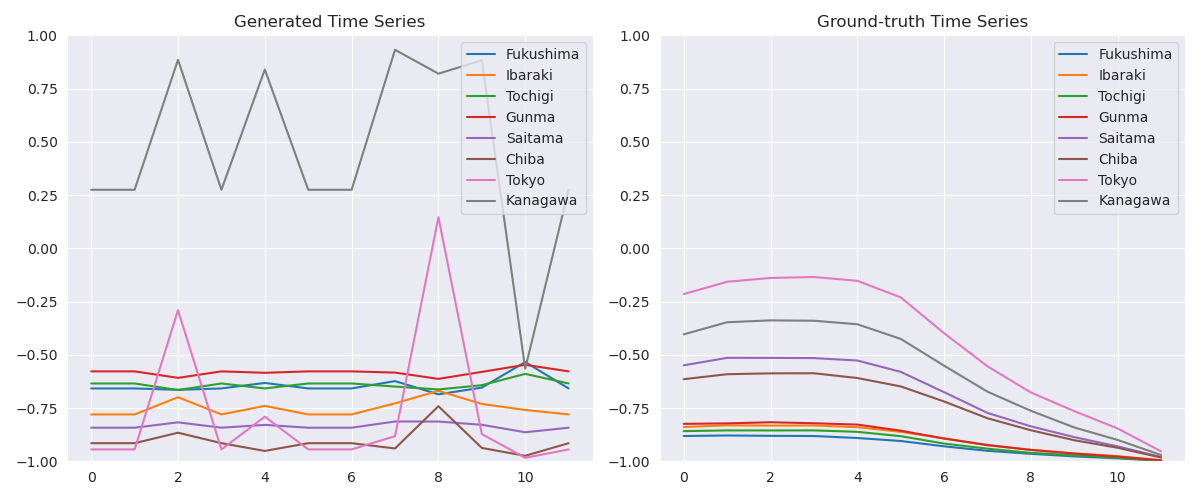 Generated Time Series
1.00
0.75
0.50
0.25
0.00
−0.25
−0.50
−0.75
−1.00
0 2 4 6 8 10
Fukushima
Ibaraki
Tochigi
Gunma
Saitama
Chiba
Tokyo
Kanagawa
Ground-truth Time Series
1.00
0.75
0.50
0.25
0.00
−0.25
−0.50
−0.75
−1.00
0 2 4 6 8 10
Fukushima
Ibaraki
Tochigi
Gunma
Saitama
Chiba
Tokyo
Kanagawa